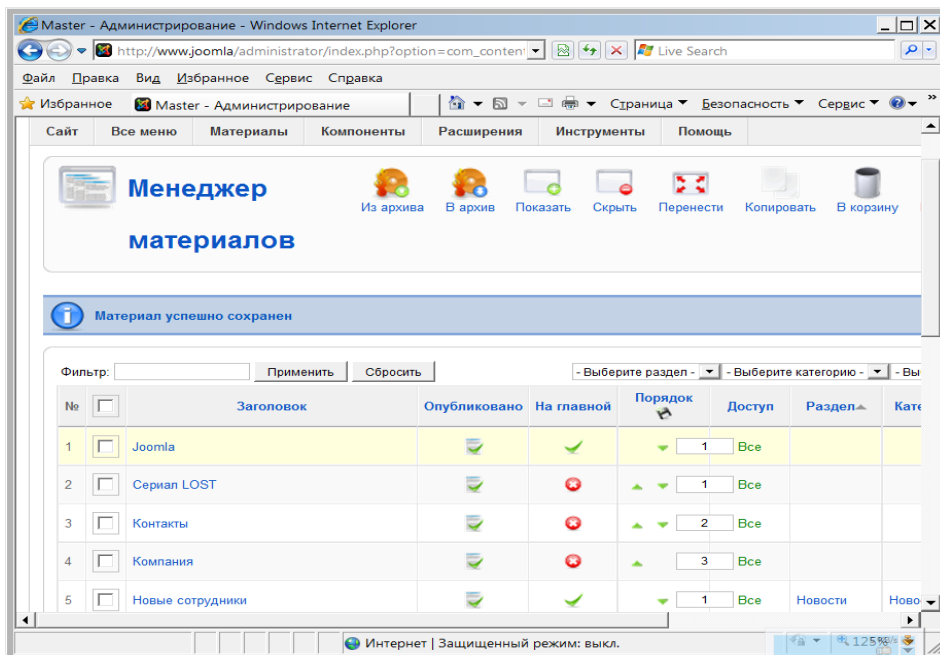 Master - Администрирование - Windows Internet Explorer
http://www.joomla/administrator/index.php?option=com_content Live Search
Файл Правка Вид Избранное Сервис Справка
Избранное Master - Администрирование Страница Безопасность Сервис »
Сайт Все меню Материалы Компоненты Расширения Инструменты Помощь
Менеджер
материалов
Из архива В архив Показать Скрыть Перенести Копировать В корзину
Материал успешно сохранен
Фильтр: Применить Сбросить - Выберите раздел - - Выберите категорию - - Вы
№ Заголовок Опубликовано На главной Порядок Доступ Раздел Кате
1 Joomla 1 Все
2 Сериал LOST 1 Все
3 Контакты 2 Все
4 Компания 3 Все
5 Новые сотрудники 1 Все Новости Ново
Интернет | Защищенный режим: выкл. 125%